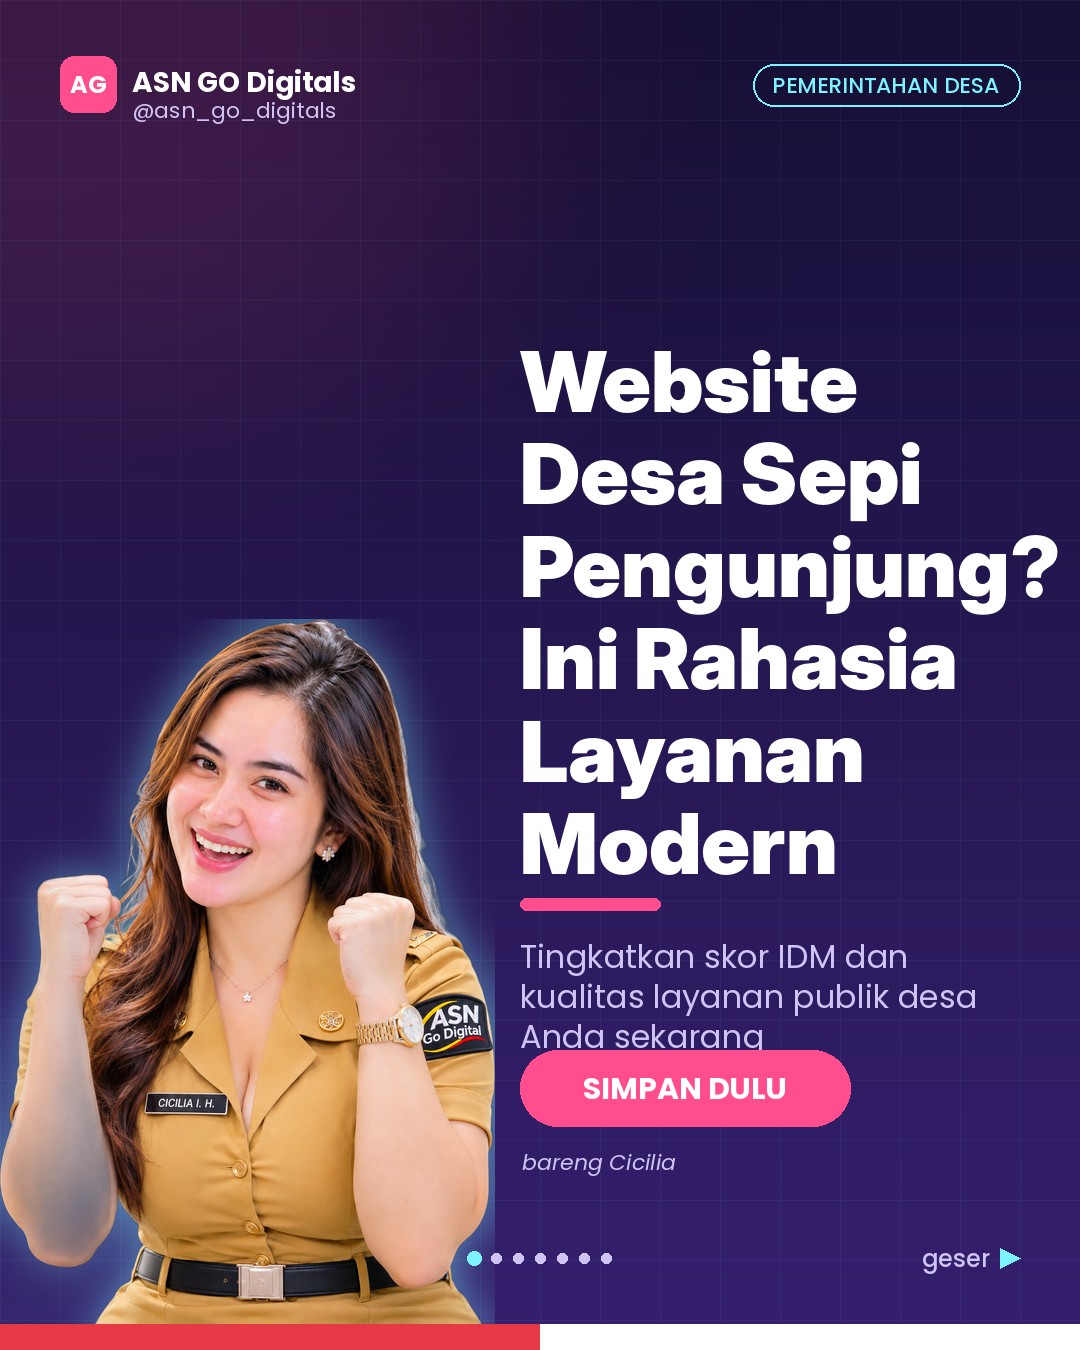 AG
ASN GO Digitals
@asn_go_digitals
PEMERINTAHAN DESA
Website
Desa Sepi
Pengunjung?
Ini Rahasia
Layanan
Modern
Tingkatkan skor IDM dan
kualitas layanan publik desa
Anda sekarang
SIMPAN DULU
bareng Cicilia
ASN
Go Digital
CICILIA I. H.
geser